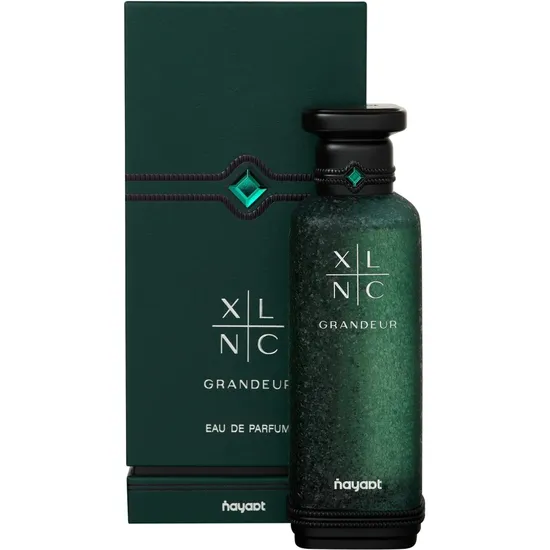 X L
N C
GRANDEUR
EAU DE PARFUM
hayaat
X L
N C
GRANDEUR
hayaat